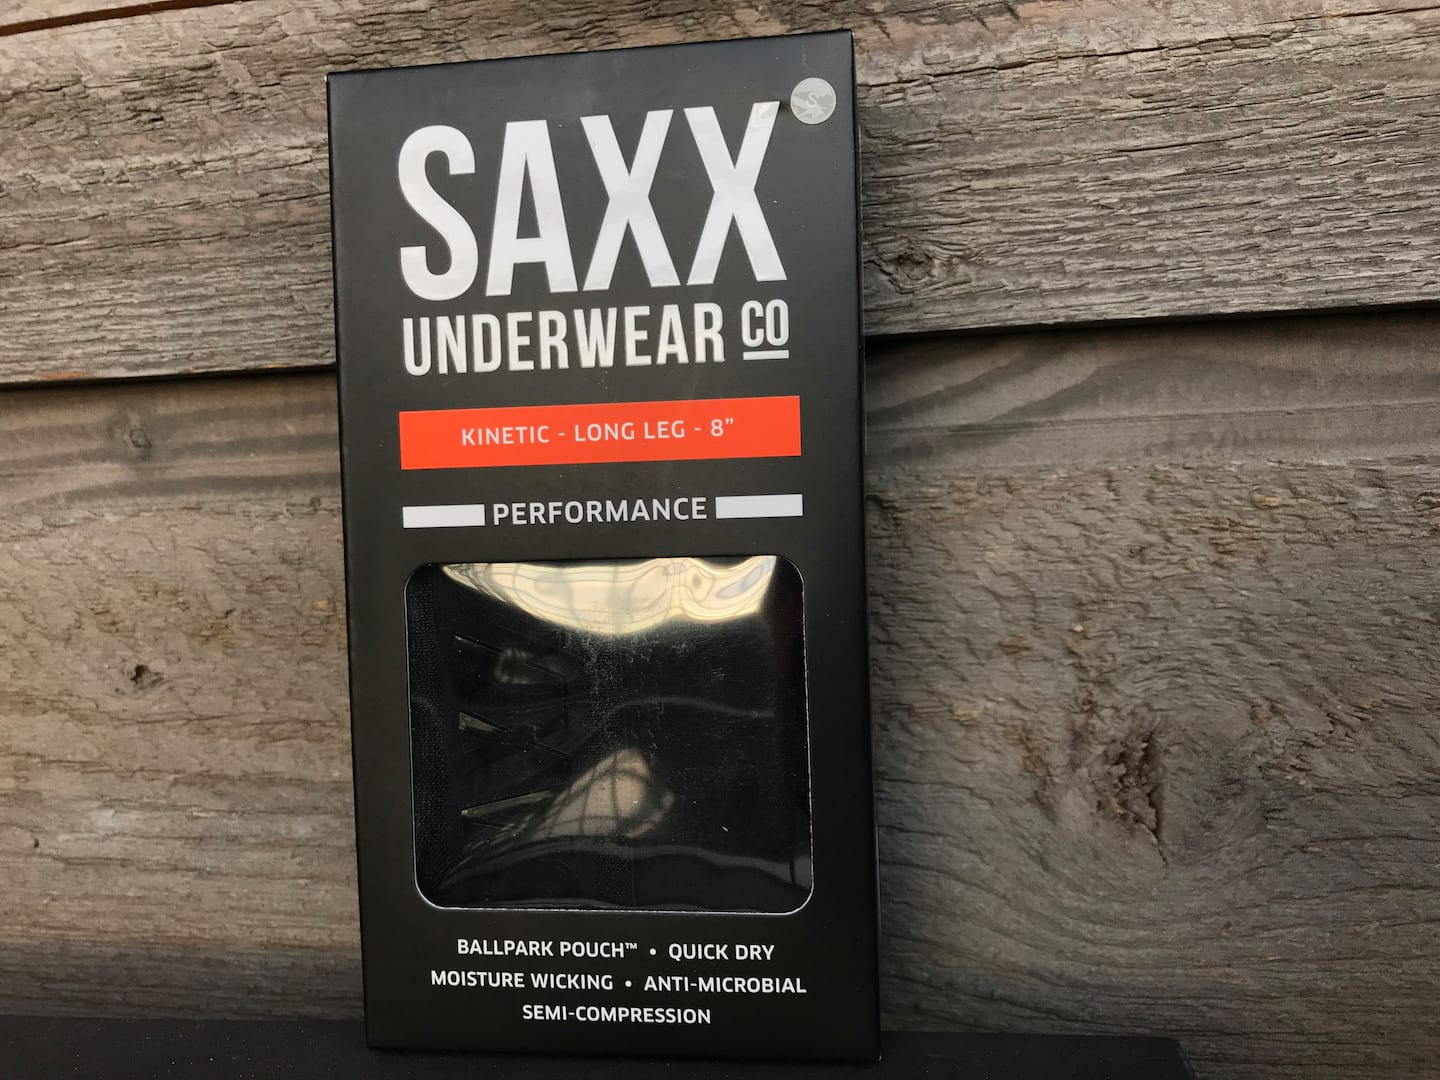 SAXX
S
UNDERWEAR CO
KINETIC - LONG LEG - 8”
PERFORMANCE
BALLPARK POUCH™ • QUICK DRY
MOISTURE WICKING • ANTI-MICROBIAL
SEMI-COMPRESSION